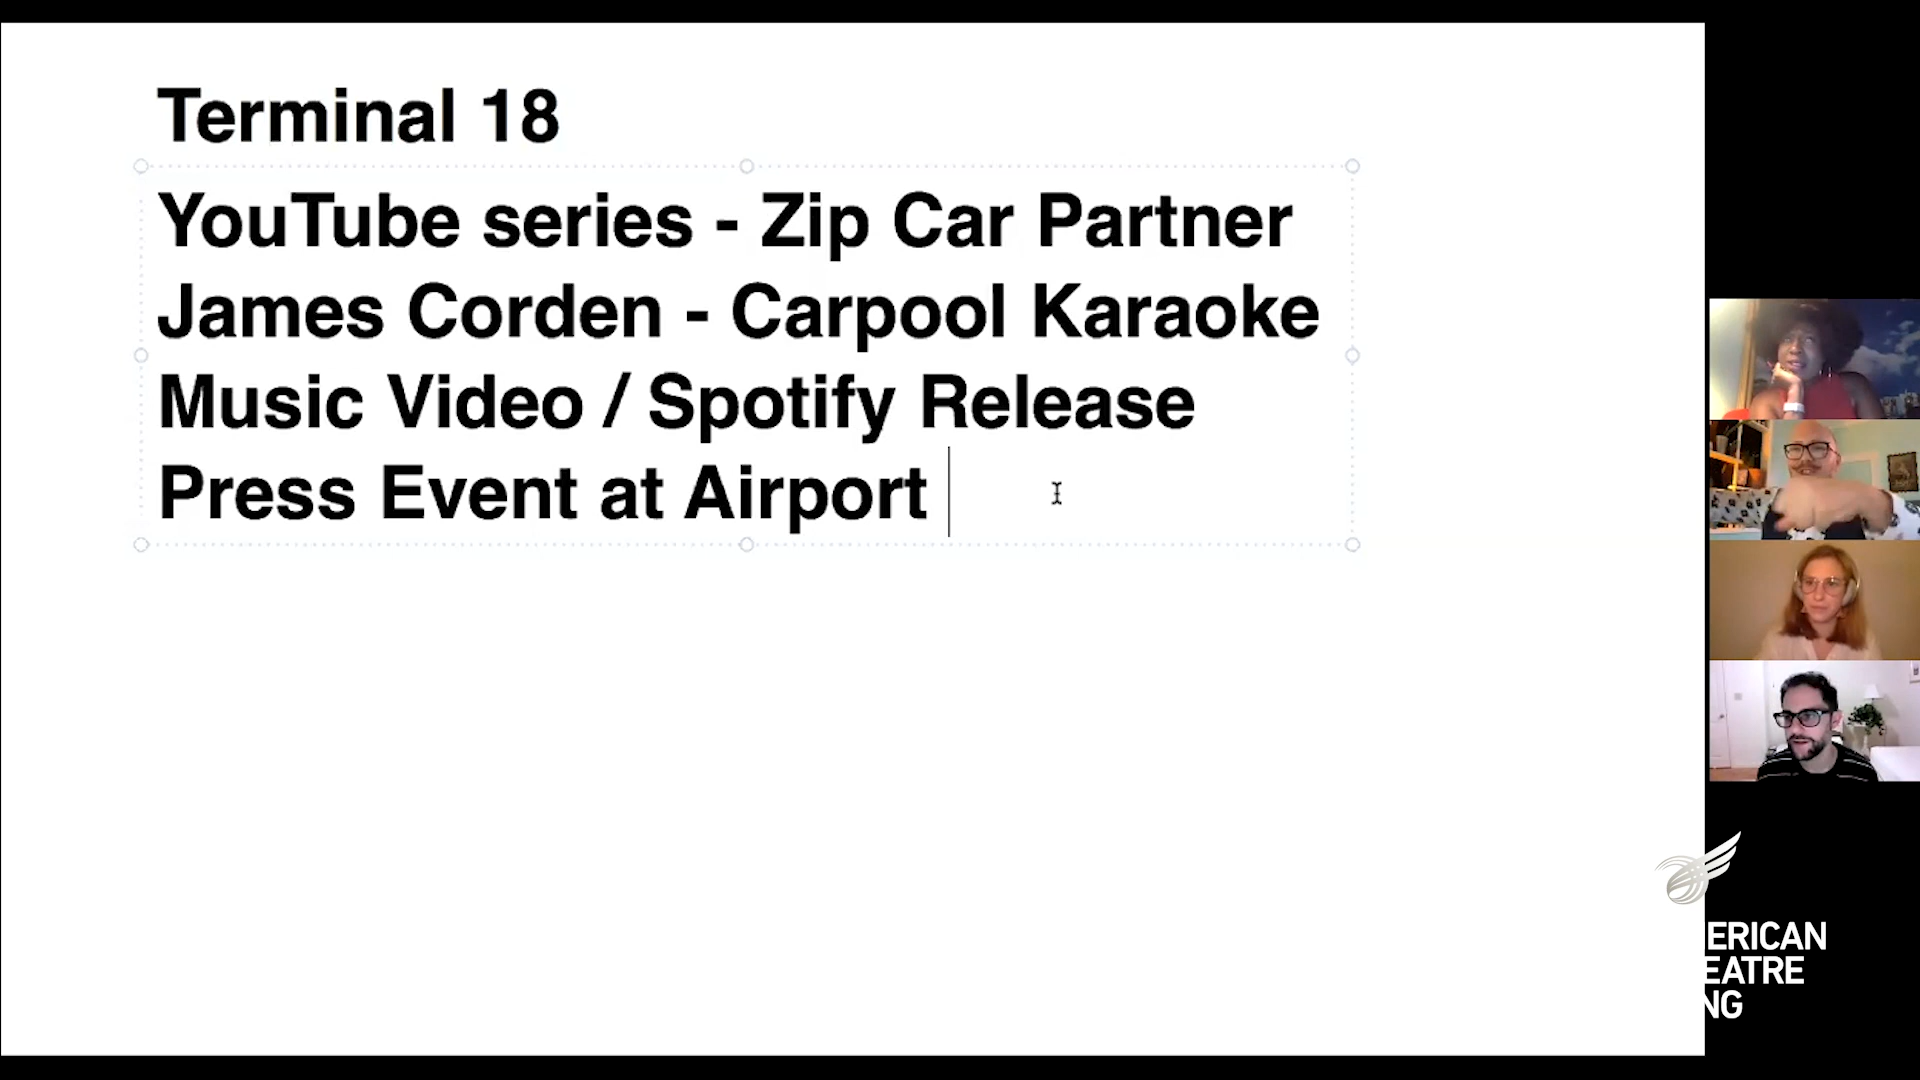 Terminal 18
YouTube series - Zip Car Partner
James Corden - Carpool Karaoke
Music Video / Spotify Release
Press Event at Airport
ERICAN
EATRE
NG